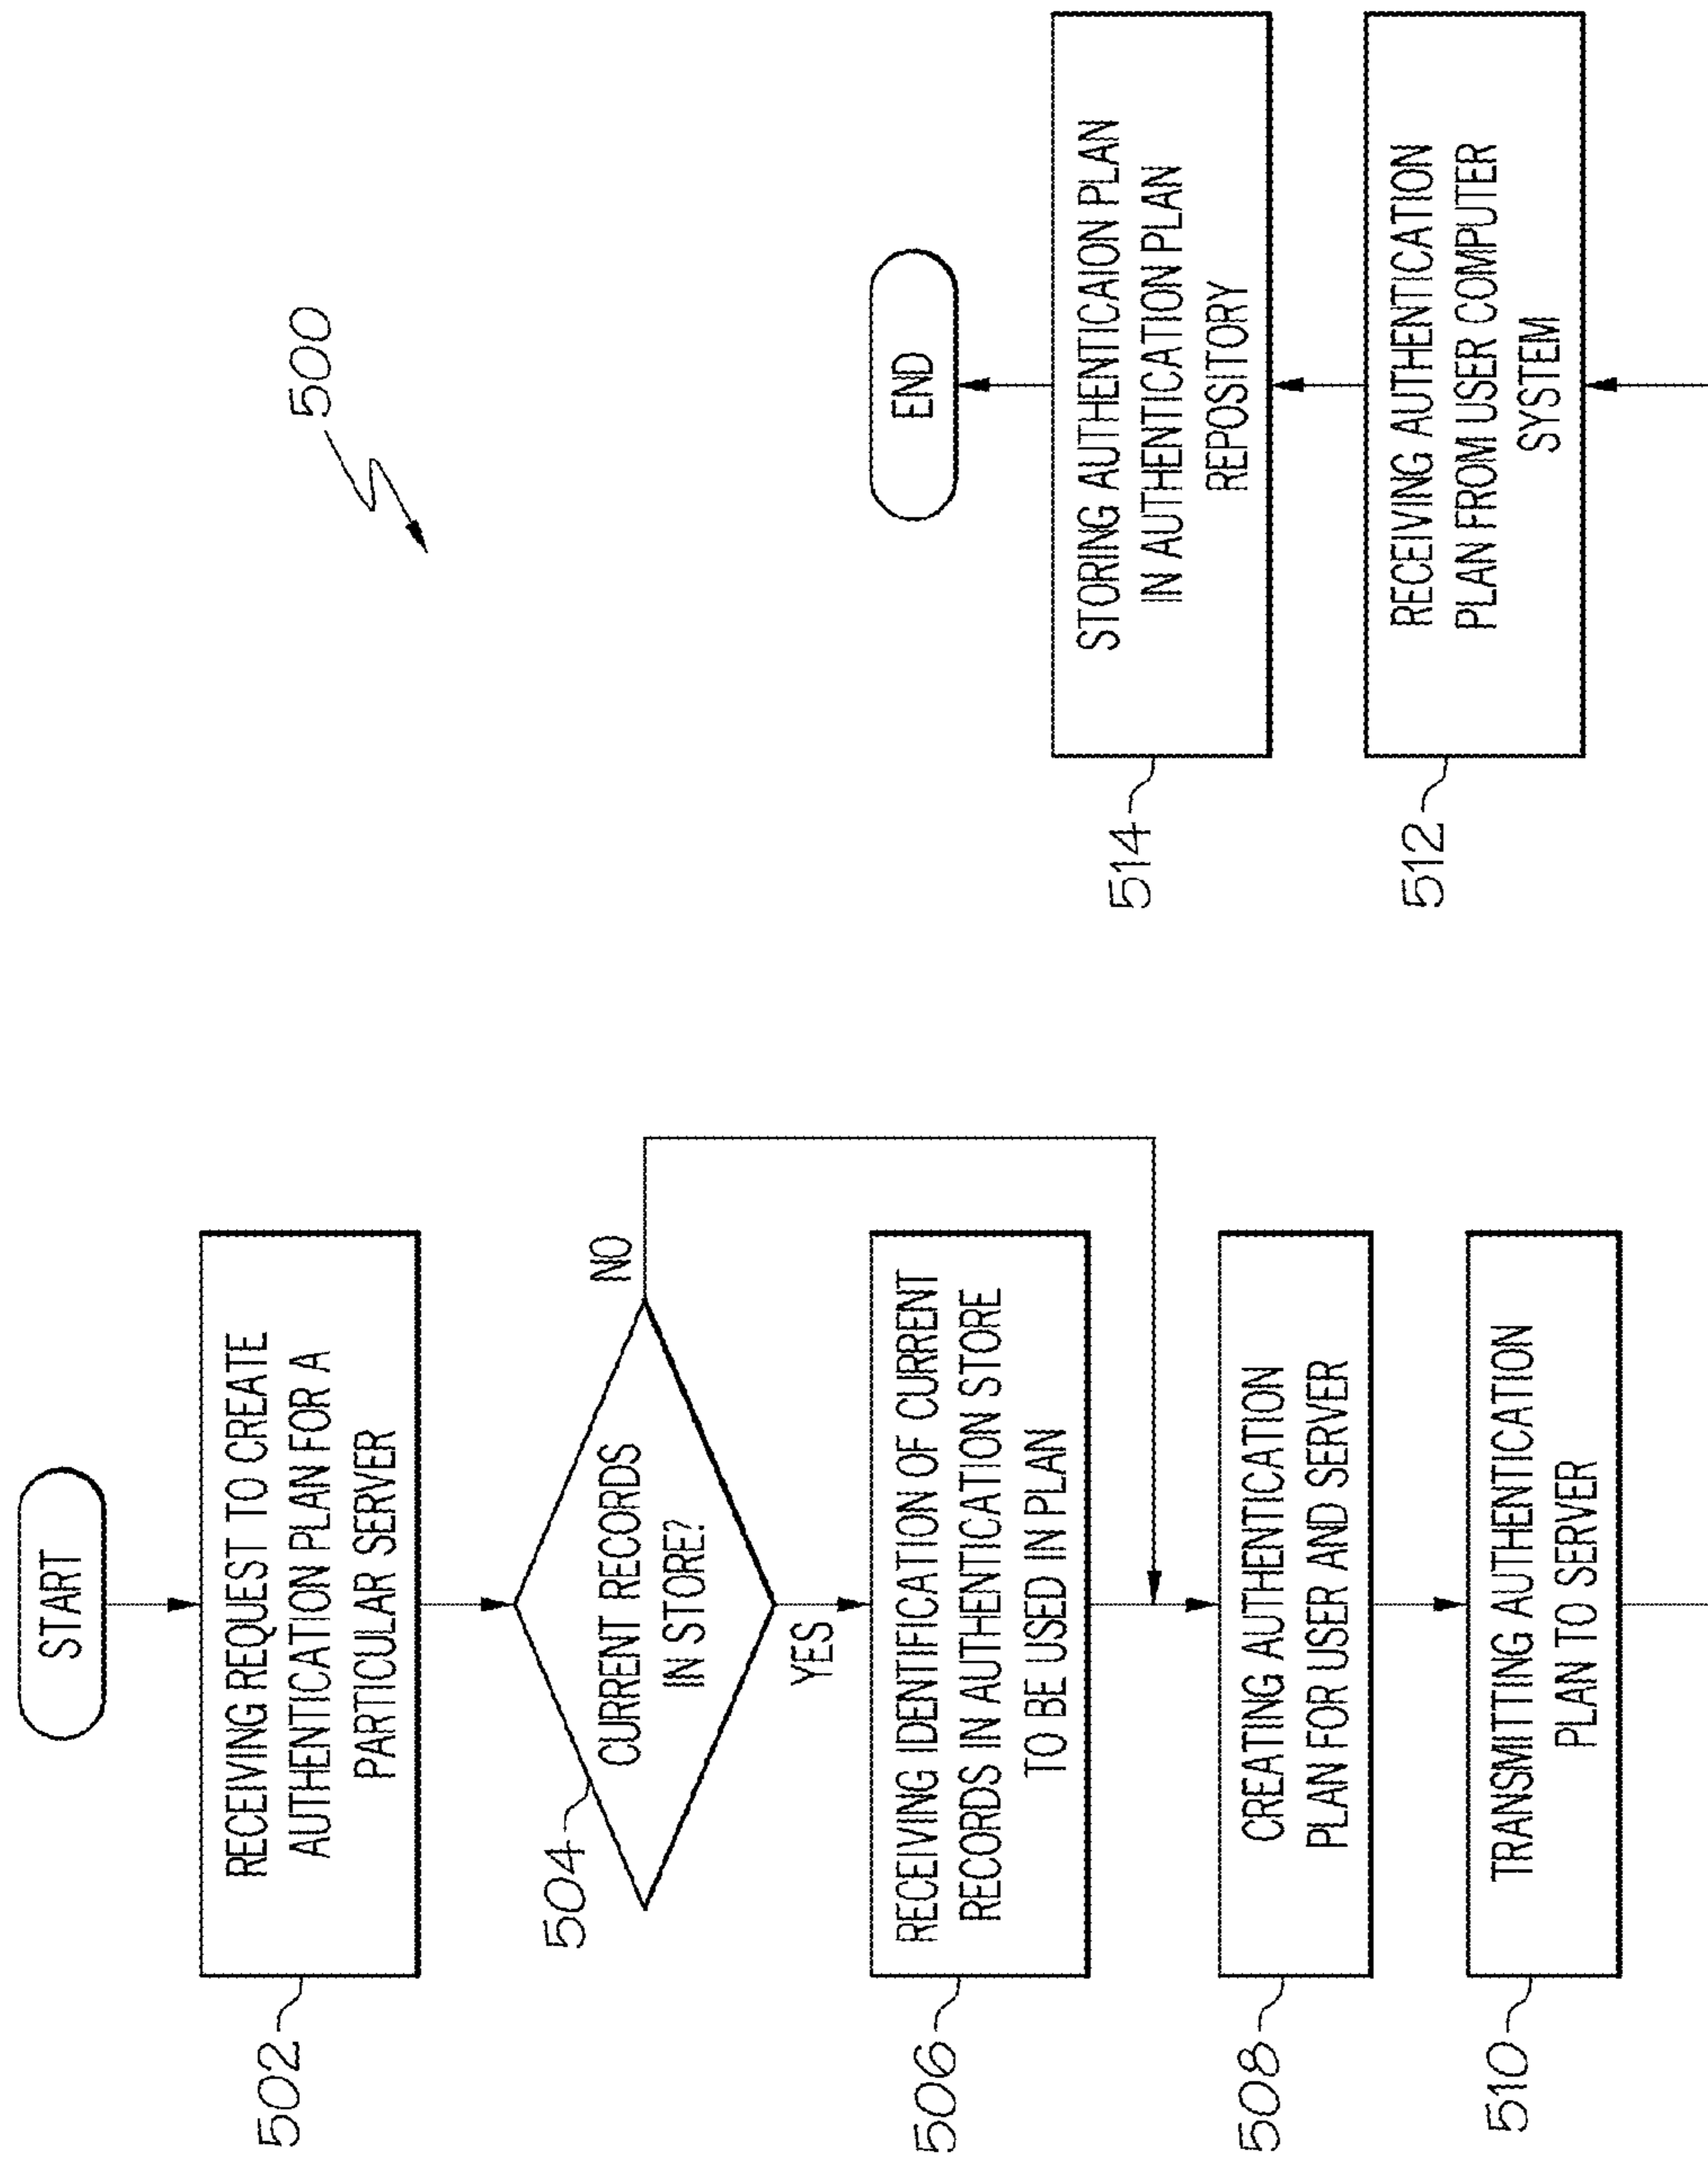 500
START
502
RECEIVING REQUEST TO CREATE
AUTHENTICATION PLAN FOR A
PARTICULAR SERVER
504
CURRENT RECORDS
IN STORE?
NO
YES
506
RECEIVING IDENTIFICATION OF CURRENT
RECORDS IN AUTHENTICATION STORE
TO BE USED IN PLAN
508
CREATING AUTHENTICATION
PLAN FOR USER AND SERVER
510
TRANSMITTING AUTHENTICATION
PLAN TO SERVER
512
RECEIVING AUTHENTICATION
PLAN FROM USER COMPUTER
SYSTEM
514
STORING AUTHENTICAION PLAN
IN AUTHENTICATION PLAN
REPOSITORY
END